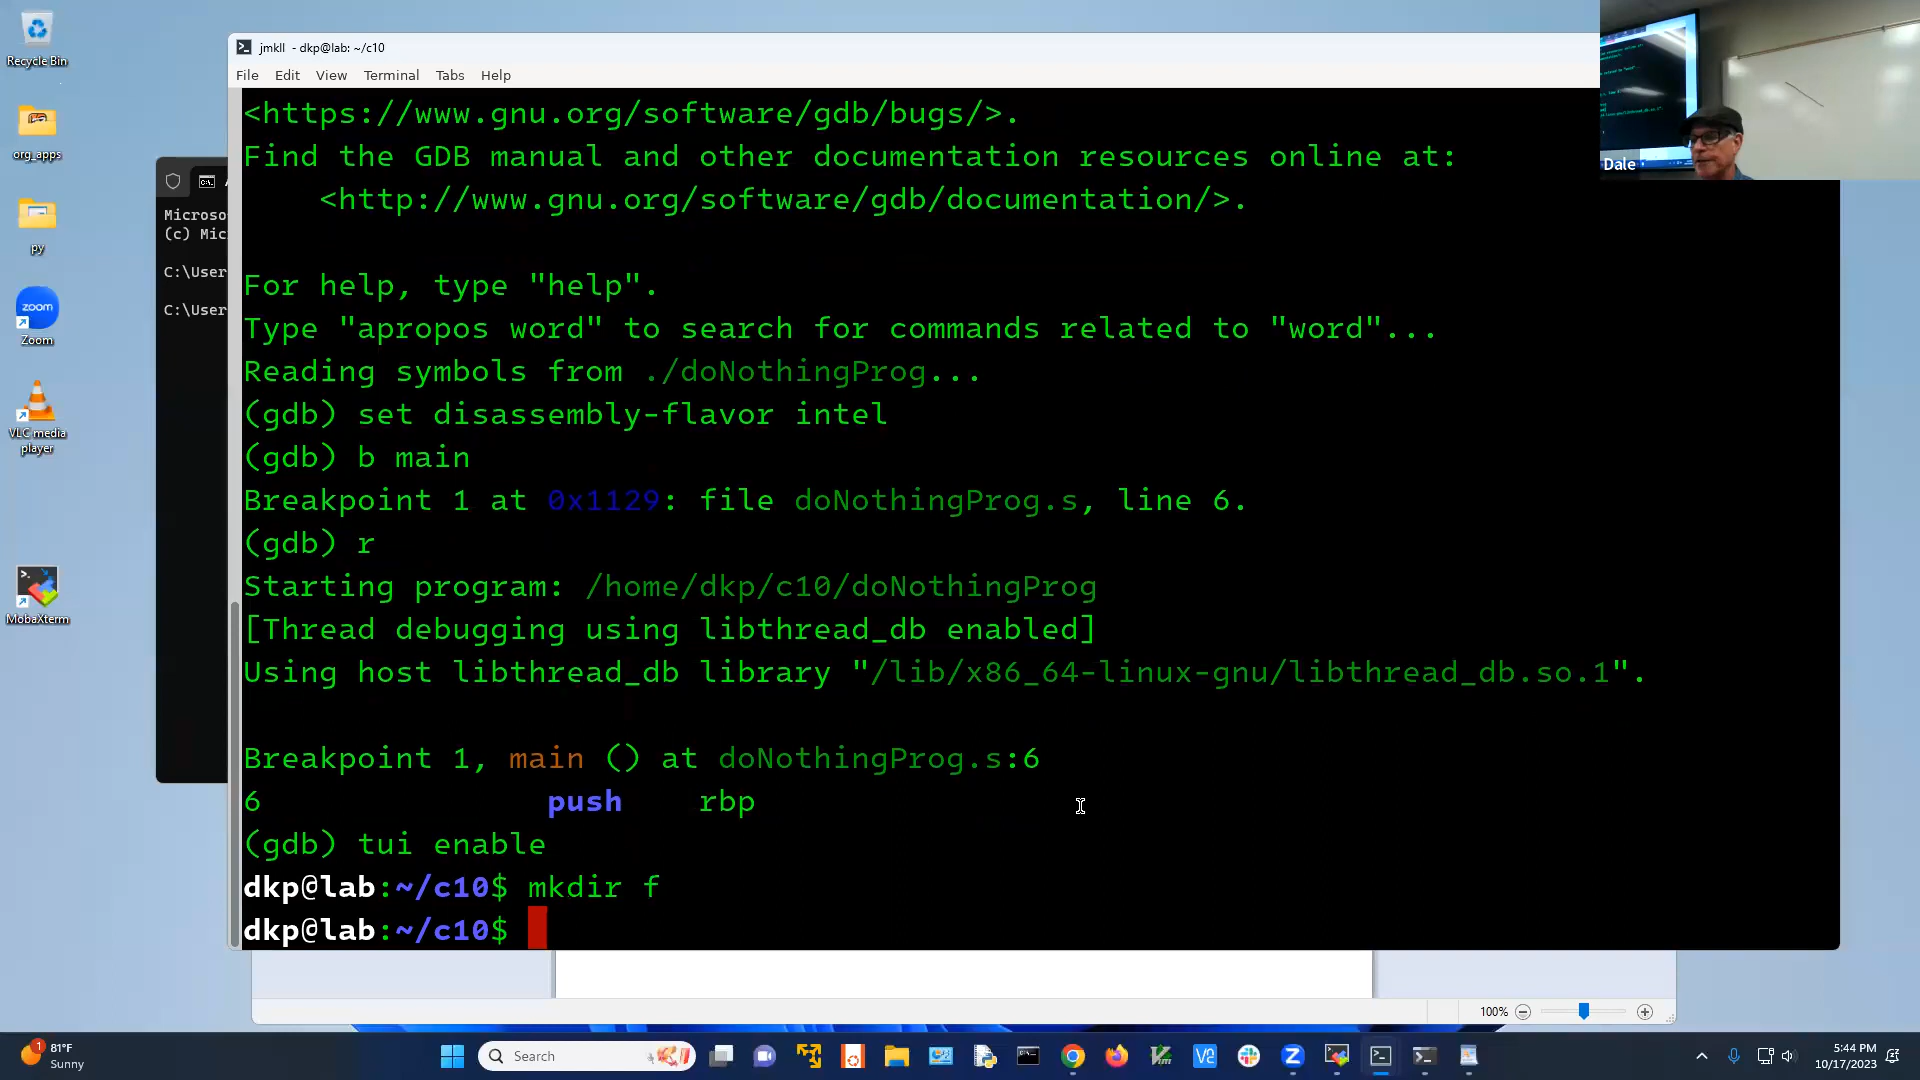 Recycle Bin
org_apps
py
zoom
Zoom
VLC media
player
MobaXterm
Microso
(c) Mic
C:\User
C:\User
jmkll - dkp@lab: ~/c10
File Edit View Terminal Tabs Help
<https://www.gnu.org/software/gdb/bugs/>.
Find the GDB manual and other documentation resources online at:
<http://www.gnu.org/software/gdb/documentation/>.
For help, type "help".
Type "apropos word" to search for commands related to "word"...
Reading symbols from ./doNothingProg...
(gdb) set disassembly-flavor intel
(gdb) b main
Breakpoint 1 at 0x1129: file doNothingProg.s, line 6.
(gdb) r
Starting program: /home/dkp/c10/doNothingProg
[Thread debugging using libthread_db enabled]
Using host libthread_db library "/lib/x86_64-linux-gnu/libthread_db.so.1".
Breakpoint 1, main () at doNothingProg.s:6
6 push rbp
(gdb) tui enable
dkp@lab:~/c10$ mkdir f
dkp@lab:~/c10$
Dale
100%
1
81°F
Sunny
Search
5:44 PM
10/17/2023